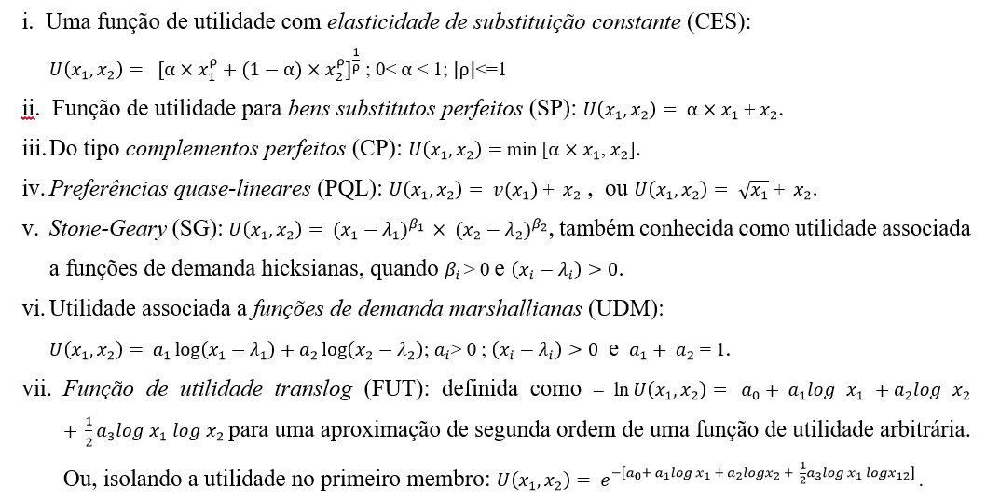 i. Uma função de utilidade com elasticidade de substituição constante (CES):
U(x₁,x₂) = [α × x₁^ρ + (1 − α) × x₂^ρ]^(1/ρ) ; 0< α < 1; |ρ|<=1
ii. Função de utilidade para bens substitutos perfeitos (SP): U(x₁,x₂) = α × x₁ + x₂.
iii. Do tipo complementos perfeitos (CP): U(x₁,x₂) = min [α × x₁, x₂].
iv. Preferências quase-lineares (PQL): U(x₁,x₂) = v(x₁) + x₂ , ou U(x₁,x₂) = √x₁ + x₂.
v. Stone-Geary (SG): U(x₁,x₂) = (x₁ − λ₁)^β₁ × (x₂ − λ₂)^β₂, também conhecida como utilidade associada
a funções de demanda hicksianas, quando βᵢ > 0 e (xᵢ − λᵢ) > 0.
vi. Utilidade associada a funções de demanda marshallianas (UDM):
U(x₁,x₂) = a₁ log(x₁ − λ₁) + a₂ log(x₂ − λ₂); aᵢ> 0 ; (xᵢ − λᵢ) > 0 e a₁ + a₂ = 1.
vii. Função de utilidade translog (FUT): definida como − ln U(x₁,x₂) = a₀ + a₁log x₁ + a₂log x₂
+ ½a₃log x₁ log x₂ para uma aproximação de segunda ordem de uma função de utilidade arbitrária.
Ou, isolando a utilidade no primeiro membro: U(x₁,x₂) = e^(−[a₀+ a₁log x₁ + a₂logx₂ + ½a₃log x₁ logx₁₂]) .